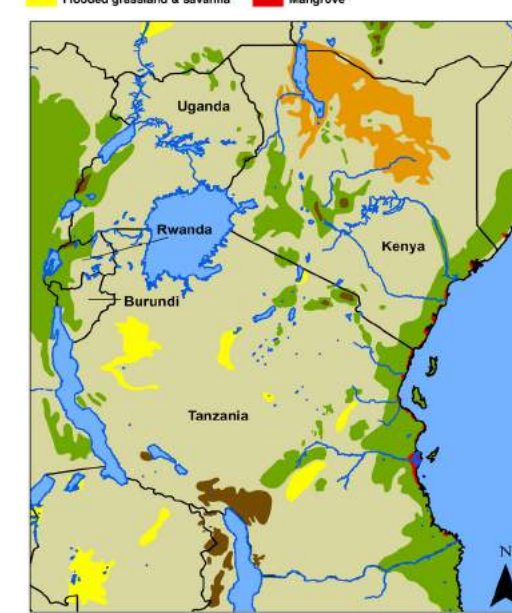 Flooded grassland & savanna Mangrove
Uganda
Rwanda
Kenya
Burundi
Tanzania
N